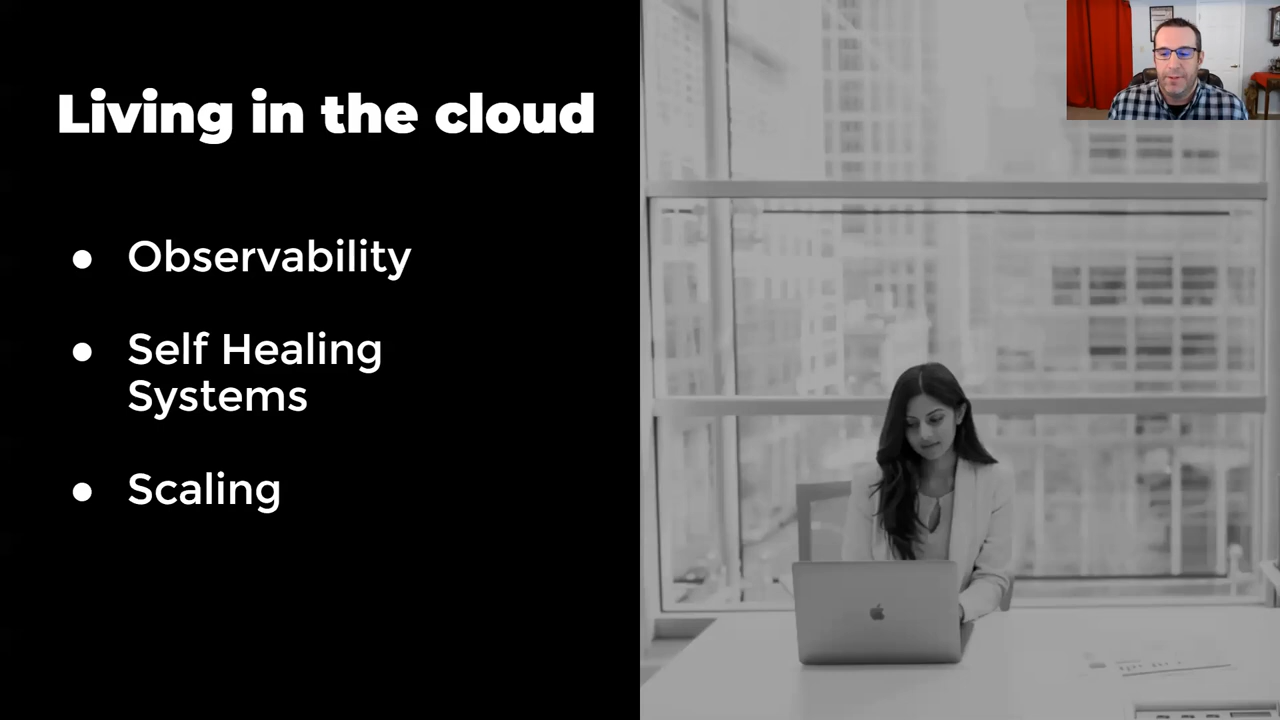 Living in the cloud
● Observability
● Self Healing
Systems
● Scaling